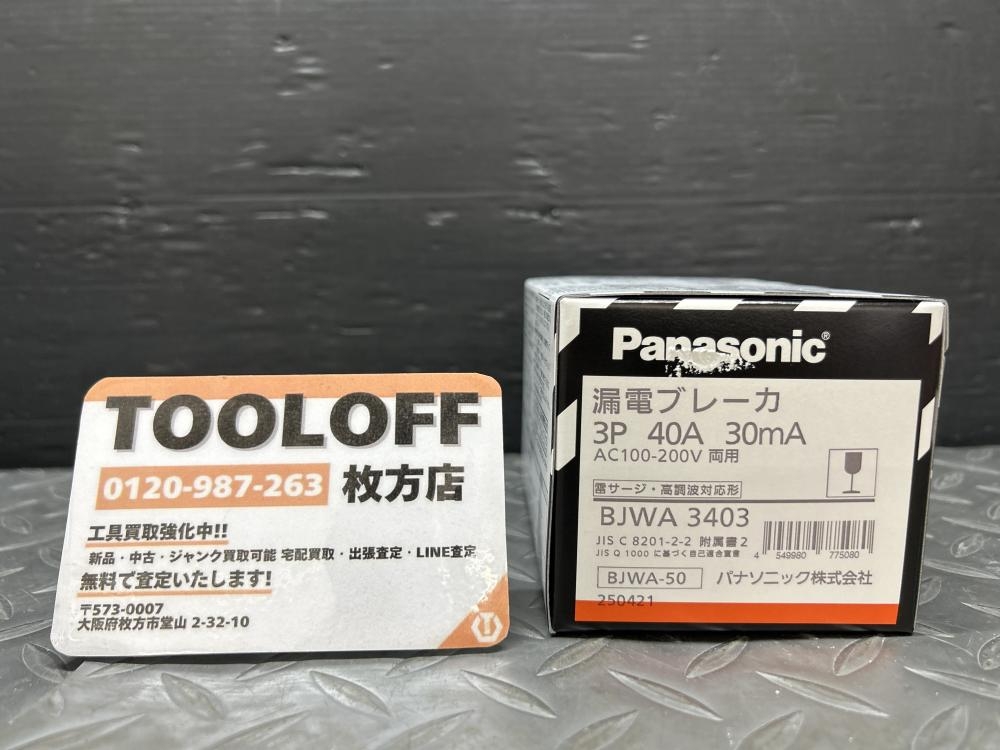 TOOLOFF
0120-987-263 枚方店
工具買取強化中!!
新品・中古・ジャンク買取可能 宅配買取・出張査定・LINE査定
無料で査定いたします!
〒573-0007
大阪府枚方市堂山 2-32-10
Panasonic®
漏電ブレーカ
3P 40A 30mA
AC100-200V 両用
雷サージ・高調波対応形
BJWA 3403
JIS C 8201-2-2 附属書2
JIS Q 1000 に基づく自己適合宣言
4 549980 775080
BJWA-50 パナソニック株式会社
250421